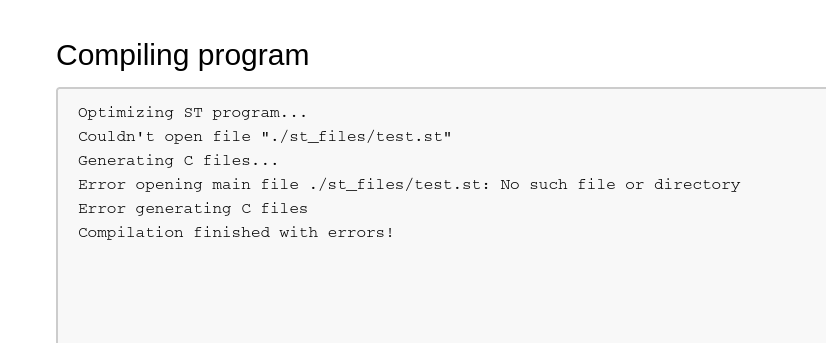 Compiling program
Optimizing ST program...
Couldn't open file "./st_files/test.st"
Generating C files...
Error opening main file ./st_files/test.st: No such file or directory
Error generating C files
Compilation finished with errors!